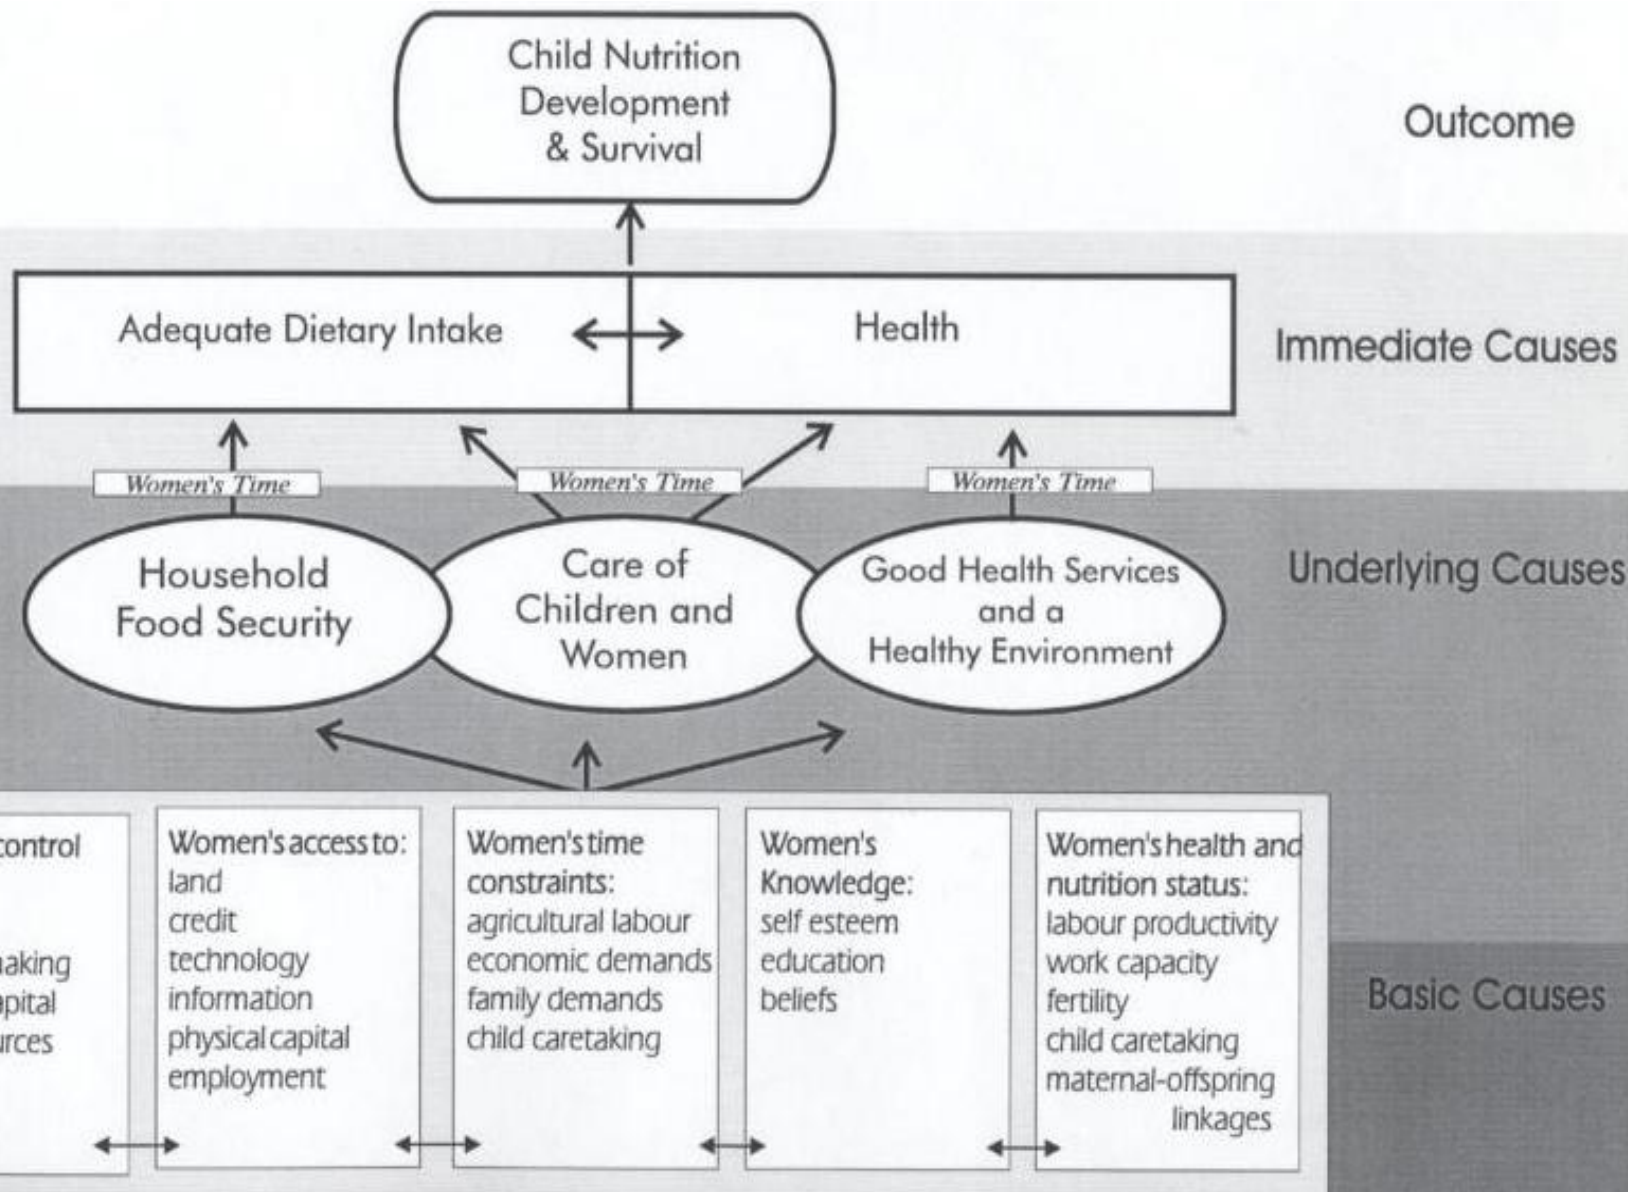 Child Nutrition
Development
& Survival
Outcome
Adequate Dietary Intake
Health
Immediate Causes
Women's Time
Women's Time
Women's Time
Household
Food Security
Care of
Children and
Women
Good Health Services
and a
Healthy Environment
Underlying Causes
control
Women's access to:
land
credit
technology
information
physical capital
employment
Women's time
constraints:
agricultural labour
economic demands
family demands
child caretaking
Women's
Knowledge:
self esteem
education
beliefs
Women's health and
nutrition status:
labour productivity
work capacity
fertility
child caretaking
maternal-offspring
linkages
Basic Causes